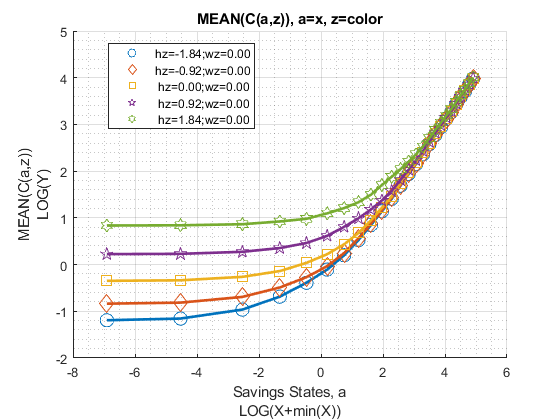 MEAN(C(a,z)), a=x, z=color
hz=-1.84;wz=0.00
hz=-0.92;wz=0.00
hz=0.00;wz=0.00
hz=0.92;wz=0.00
hz=1.84;wz=0.00
MEAN(C(a,z))
LOG(Y)
5
4
3
2
1
0
-1
-2
-8
-6
-4
-2
0
2
4
6
Savings States, a
LOG(X+min(X))